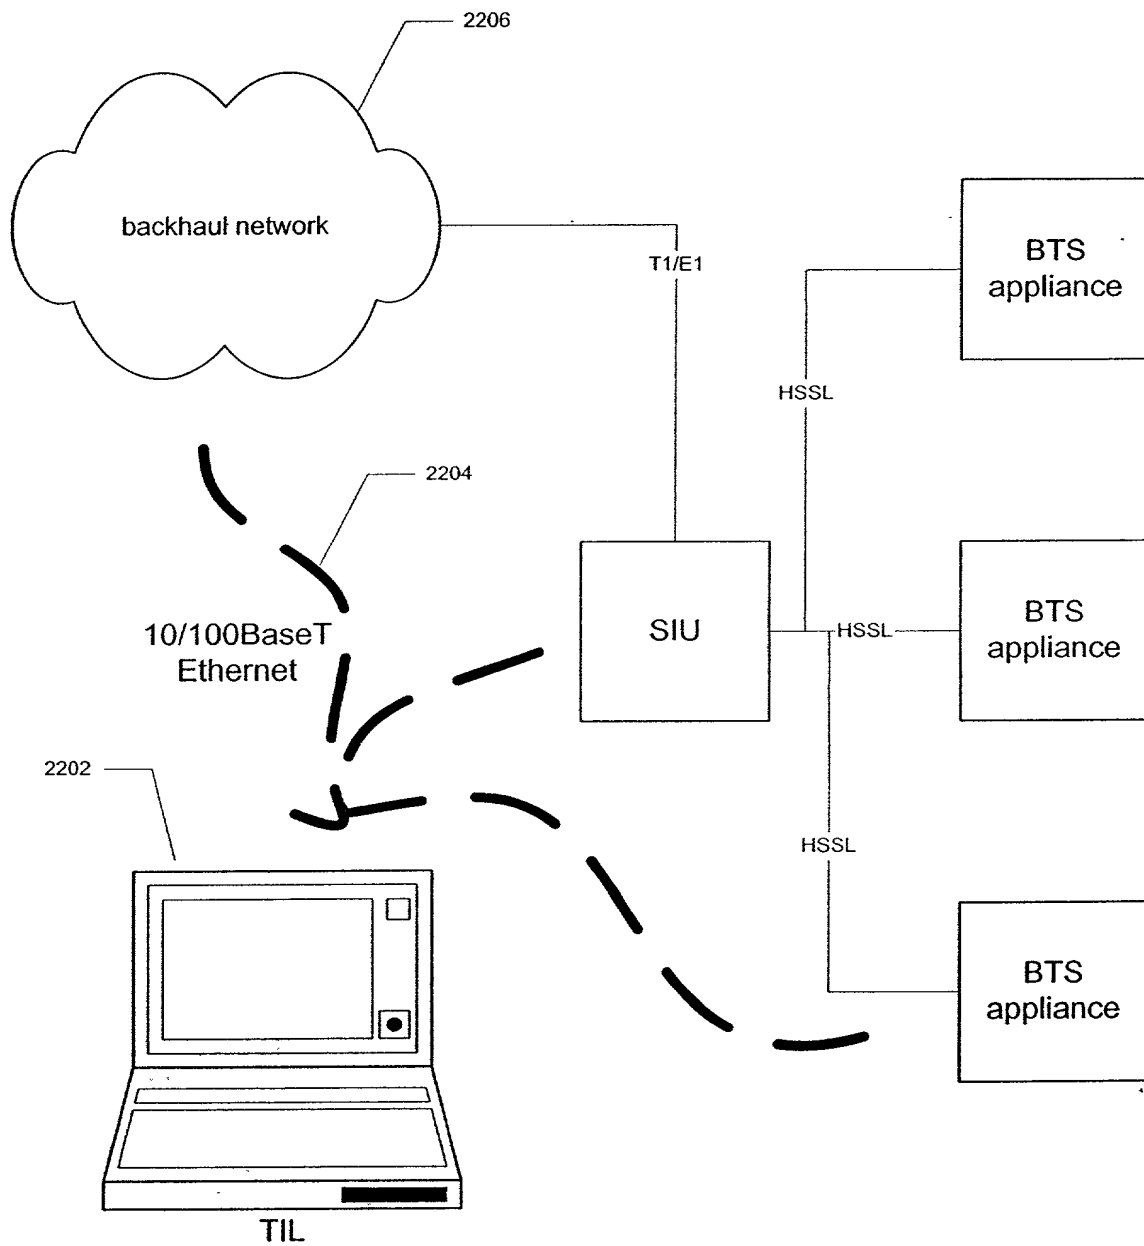 2206
backhaul network
T1/E1
BTS
appliance
HSSL
2204
10/100BaseT
Ethernet
SIU
HSSL
BTS
appliance
2202
HSSL
BTS
appliance
TIL